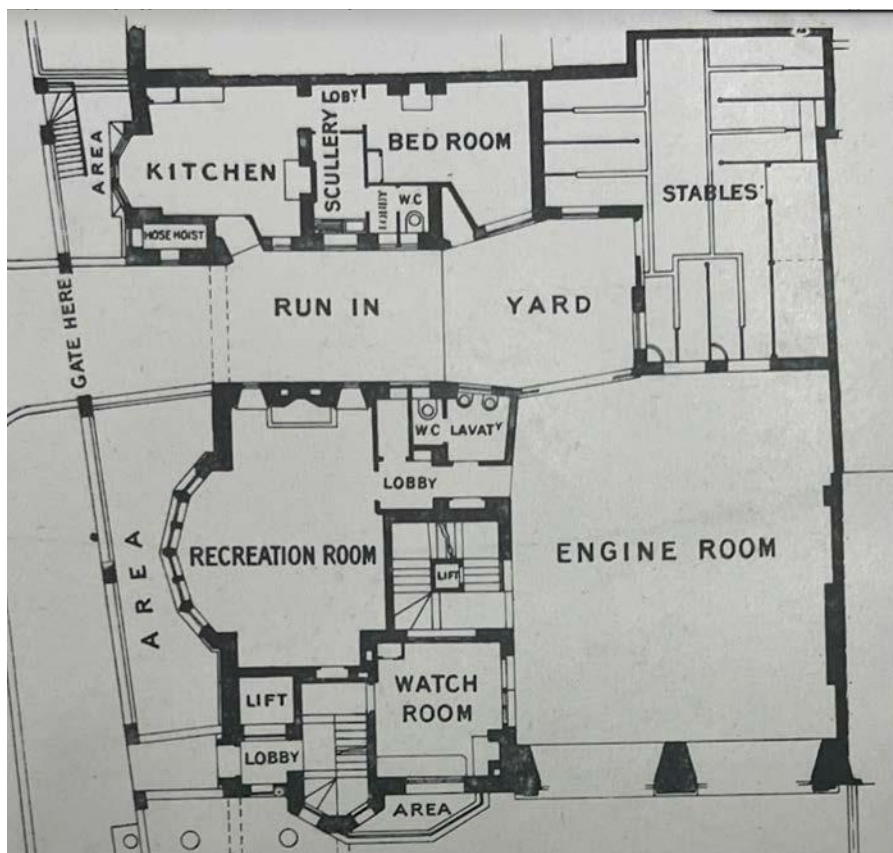 LOBY
SCULLERY
BED ROOM
AREA
KITCHEN
STABLES
LOBBY
W.C
HOSE HOIST
GATE HERE
RUN IN
YARD
W.C
LAVATY
LOBBY
AREA
RECREATION ROOM
ENGINE ROOM
LIFT
WATCH
ROOM
LIFT
LOBBY
AREA